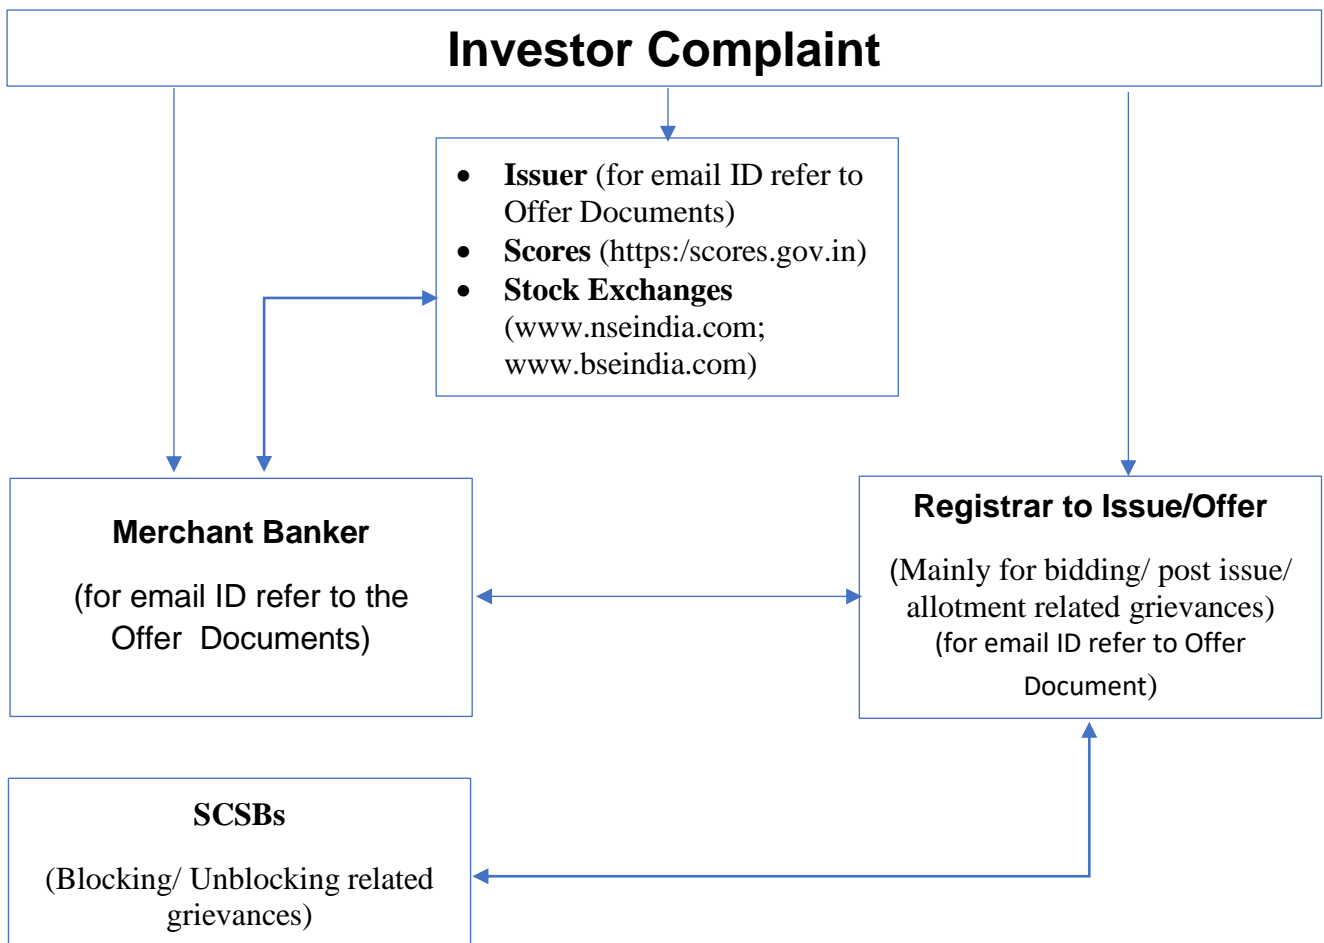 Investor Complaint
• Issuer (for email ID refer to
Offer Documents)
• Scores (https:/scores.gov.in)
• Stock Exchanges
(www.nseindia.com;
www.bseindia.com)
Merchant Banker
(for email ID refer to the
Offer Documents)
Registrar to Issue/Offer
(Mainly for bidding/ post issue/
allotment related grievances)
(for email ID refer to Offer
Document)
SCSBs
(Blocking/ Unblocking related
grievances)